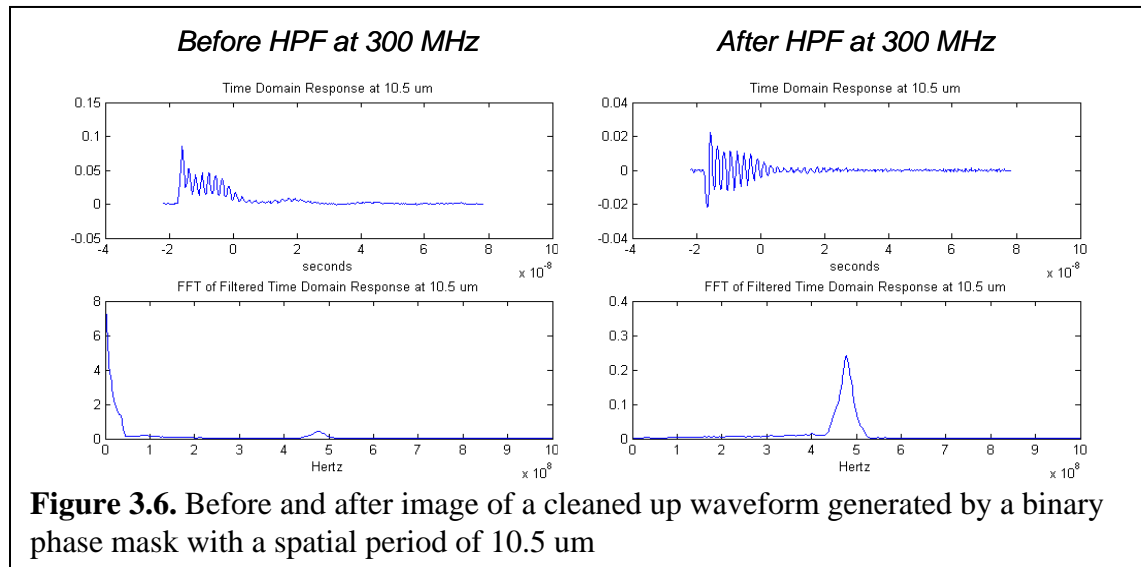 Before HPF at 300 MHz
After HPF at 300 MHz
Time Domain Response at 10.5 um
0.15
0.1
0.05
0
-0.05
-4 -2 0 2 4 6 8 10
seconds
x 10-8
FFT of Filtered Time Domain Response at 10.5 um
8
6
4
2
0
0 1 2 3 4 5 6 7 8 9 10
Hertz
x 10 8
Time Domain Response at 10.5 um
0.04
0.02
0
-0.02
-0.04
-4 -2 0 2 4 6 8 10
seconds
x 10-8
FFT of Filtered Time Domain Response at 10.5 um
0.4
0.3
0.2
0.1
0
0 1 2 3 4 5 6 7 8 9 10
Hertz
x 10 8
Figure 3.6. Before and after image of a cleaned up waveform generated by a binary
phase mask with a spatial period of 10.5 um